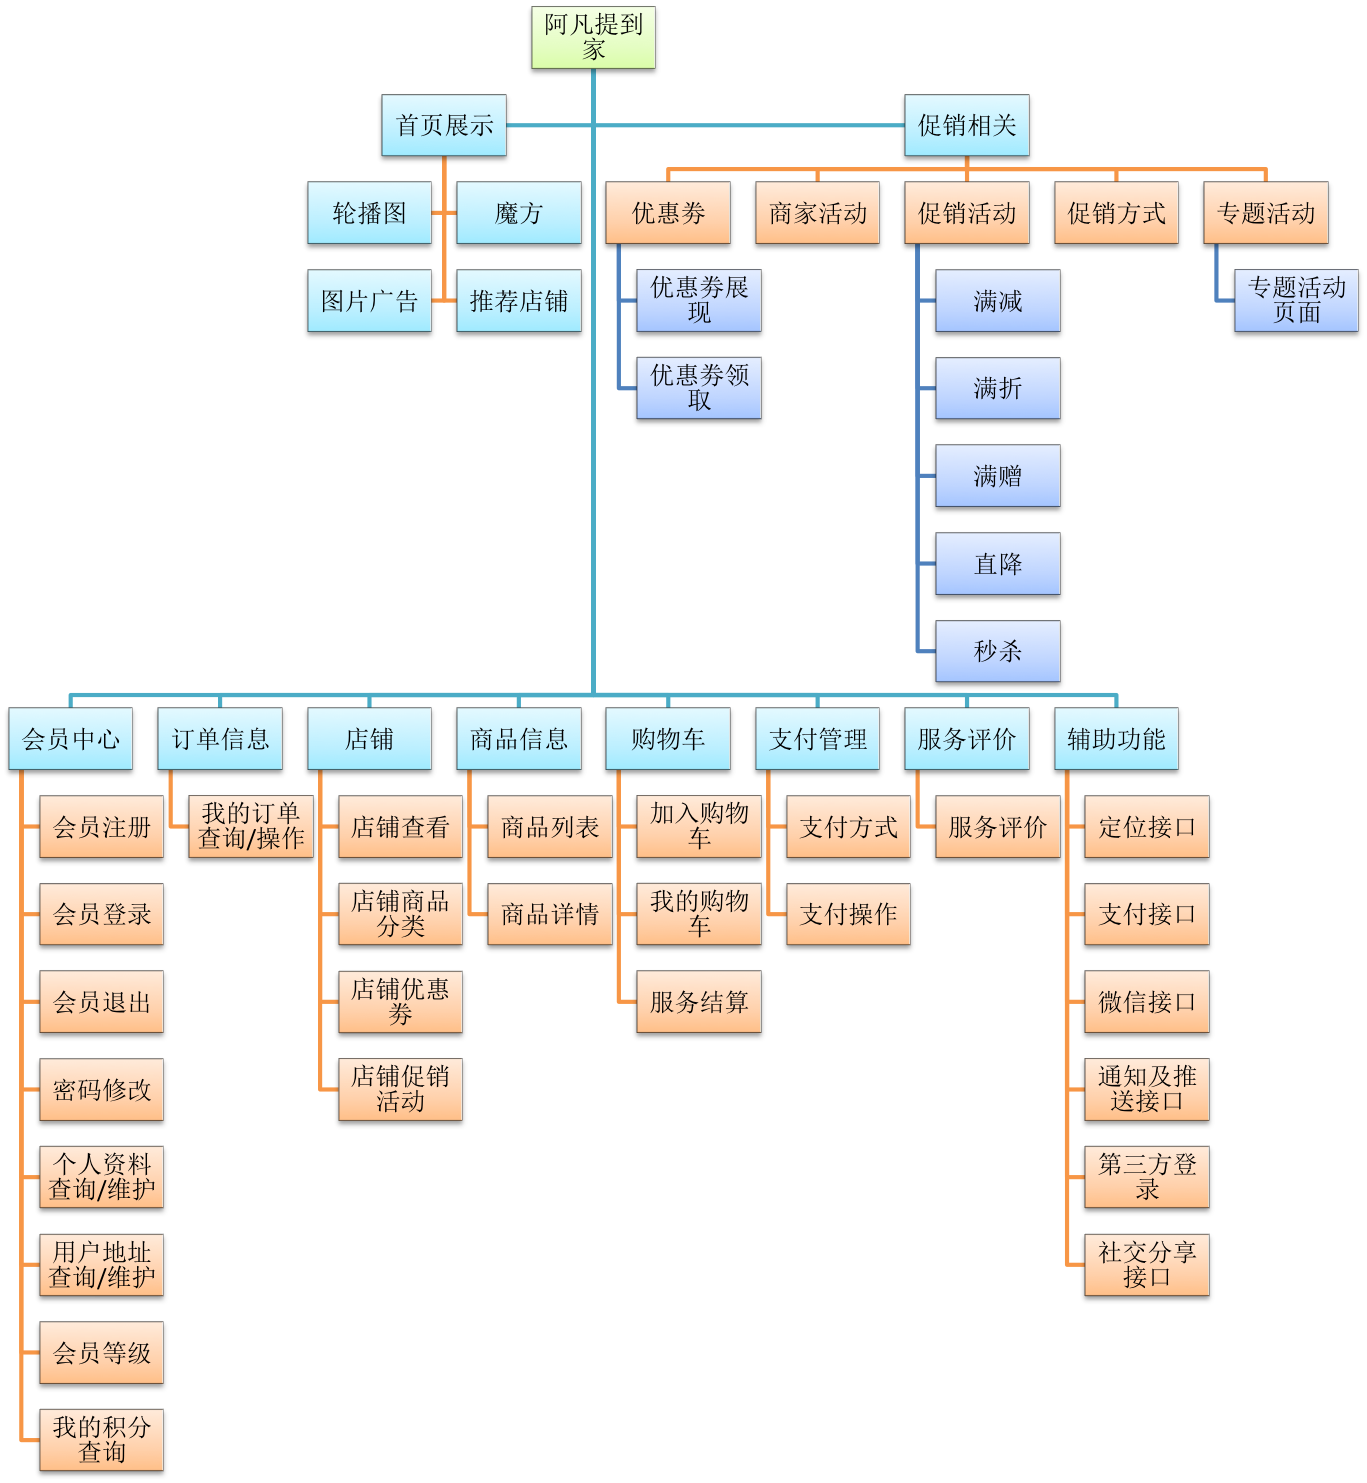 阿凡提到
家
首页展示
促销相关
轮播图
魔方
优惠券
商家活动
促销活动
促销方式
专题活动
图片广告
推荐店铺
优惠券展
现
满减
专题活动
页面
优惠券领
取
满折
满赠
直降
秒杀
会员中心
订单信息
店铺
商品信息
购物车
支付管理
服务评价
辅助功能
会员注册
我的订单
查询/操作
店铺查看
商品列表
加入购物
车
支付方式
服务评价
定位接口
会员登录
店铺商品
分类
商品详情
我的购物
车
支付操作
支付接口
会员退出
店铺优惠
券
服务结算
微信接口
密码修改
店铺促销
活动
通知及推
送接口
个人资料
查询/维护
第三方登
录
用户地址
查询/维护
社交分享
接口
会员等级
我的积分
查询